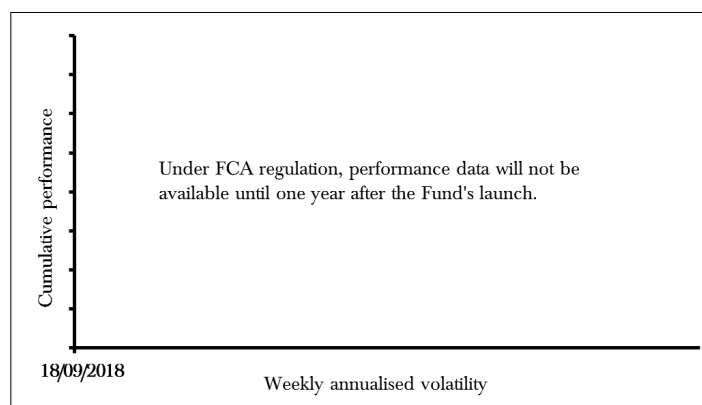 Cumulative performance
Under FCA regulation, performance data will not be
available until one year after the Fund's launch.
18/09/2018
Weekly annualised volatility